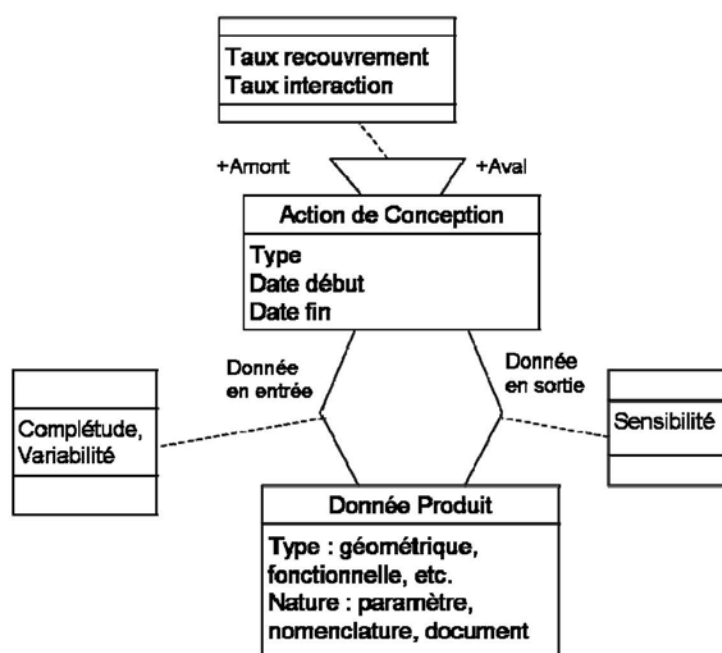 Taux recouvrement
Taux interaction
+Amont
+Aval
Action de Conception
Type
Date début
Date fin
Donnée
en entrée
Donnée
en sortie
Complétude,
Variabilité
Sensibilité
Donnée Produit
Type : géométrique,
fonctionnelle, etc.
Nature : paramètre,
nomenclature, document